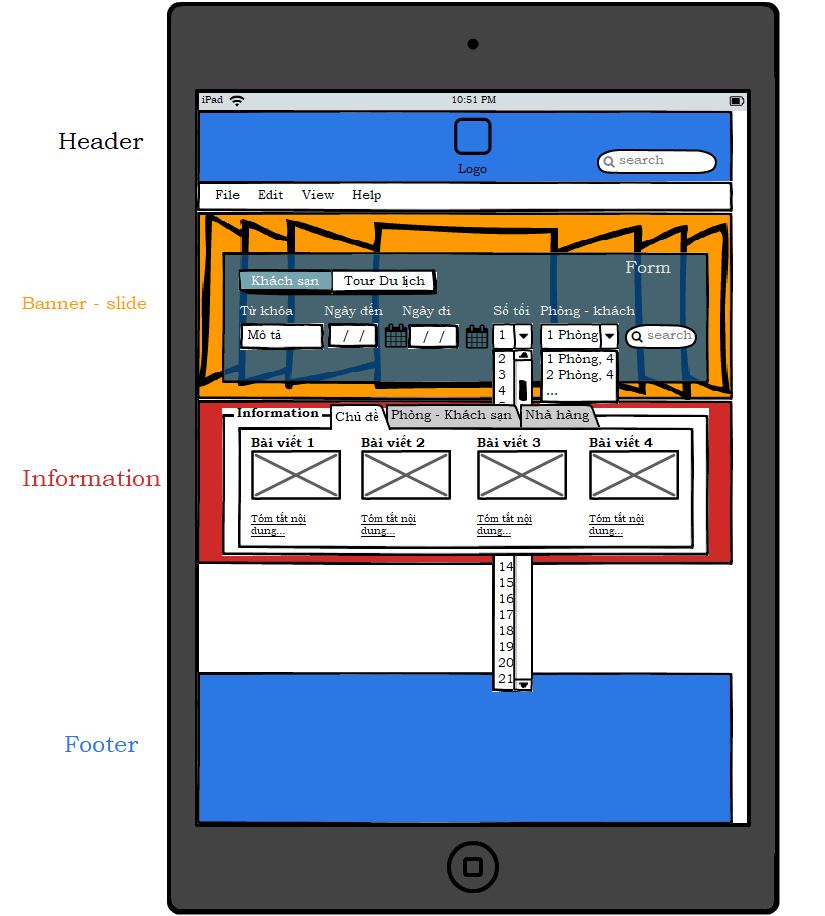 iPad
10:51 PM
Header
Logo
search
File Edit View Help
Form
Khách sạn Tour Du lịch
Banner - slide
Từ khóa Ngày đến Ngày đi Số tối Phòng - khách
Mô tả / / / / 1 1 Phòng search
2
3
4
1 Phòng, 4
2 Phòng, 4
...
Information Chủ đề Phòng - Khách sạn Nhà hàng
Bài viết 1 Bài viết 2 Bài viết 3 Bài viết 4
Information
Tóm tắt nội Tóm tắt nội Tóm tắt nội Tóm tắt nội
dung... dung... dung... dung...
14
15
16
17
18
19
20
21
Footer